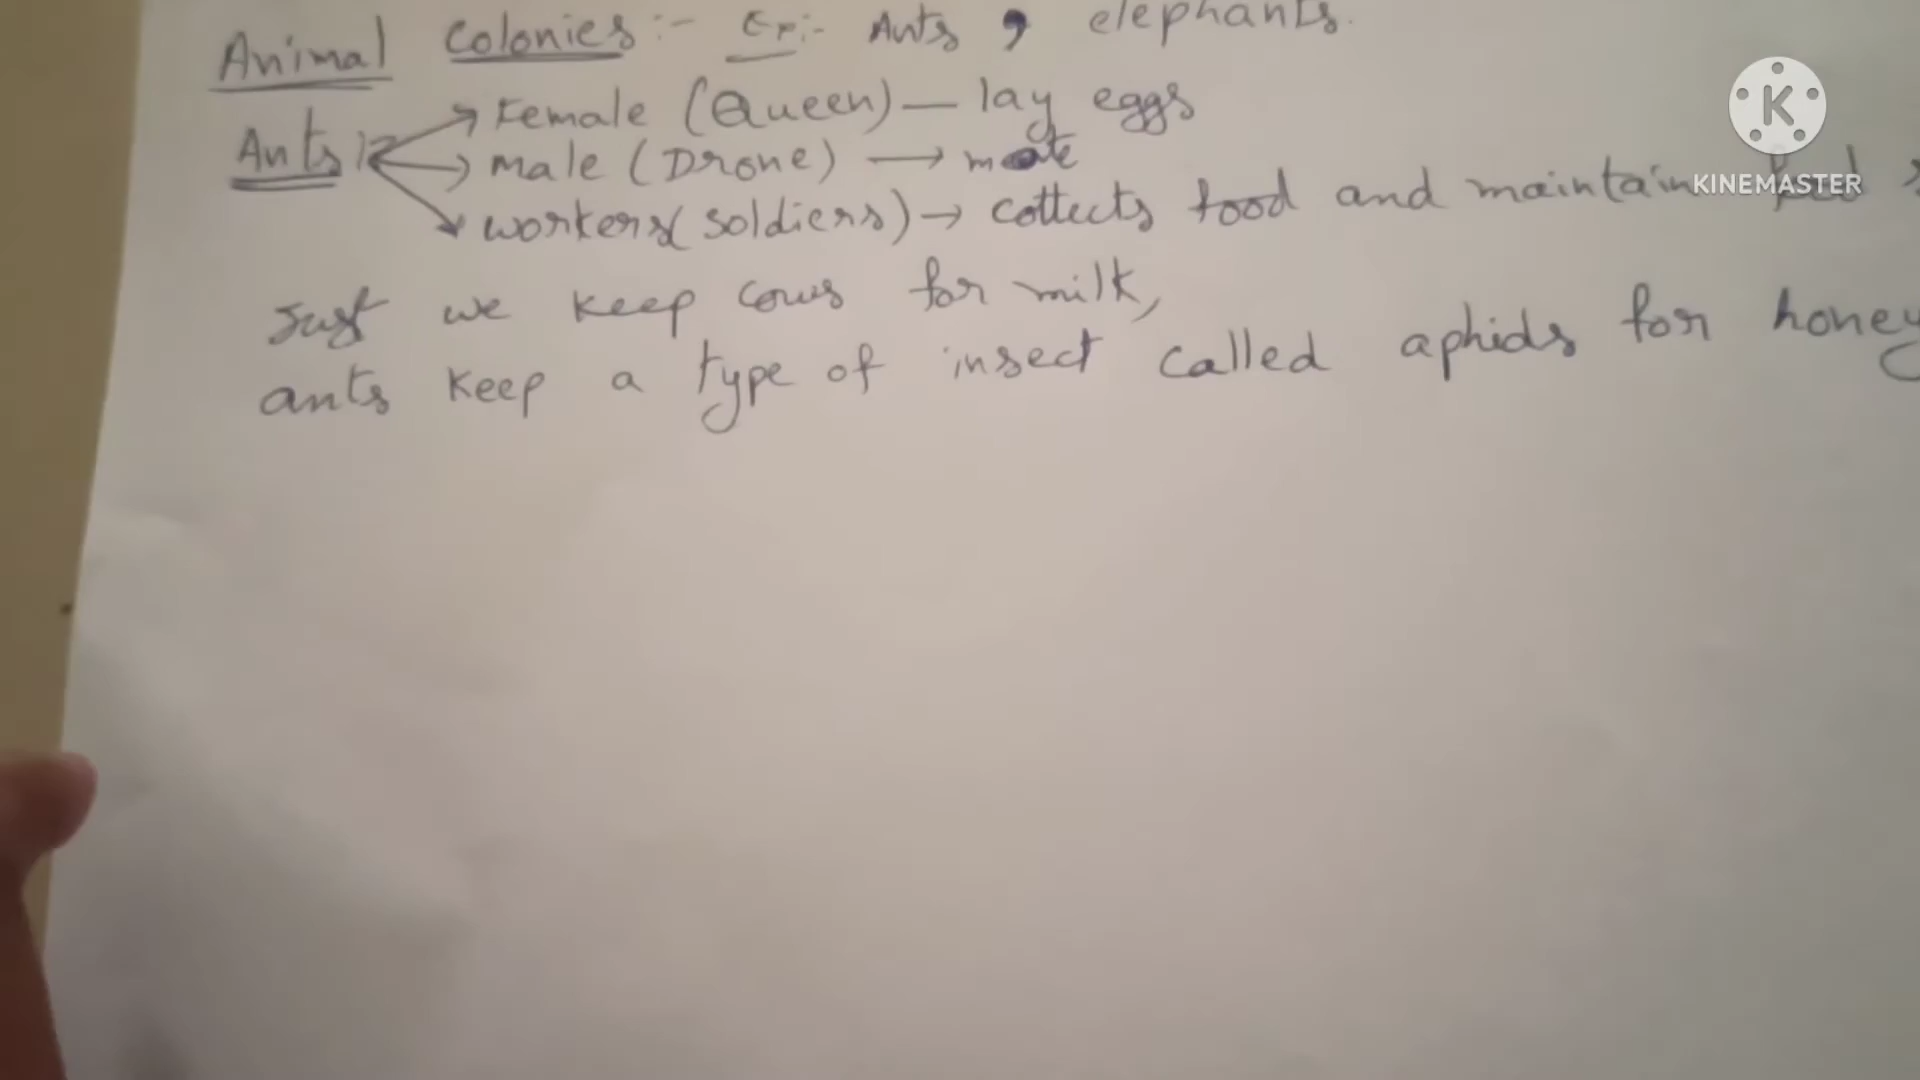 Animal Colonies :- Ex:- Ants , elephants.
Ants Female (Queen) — lay eggs
male (Drone) → mate
workers (soldiers) → collects food and maintain
Just we keep cows for milk,
ants keep a type of insect called aphids for honey
K
KINEMASTER